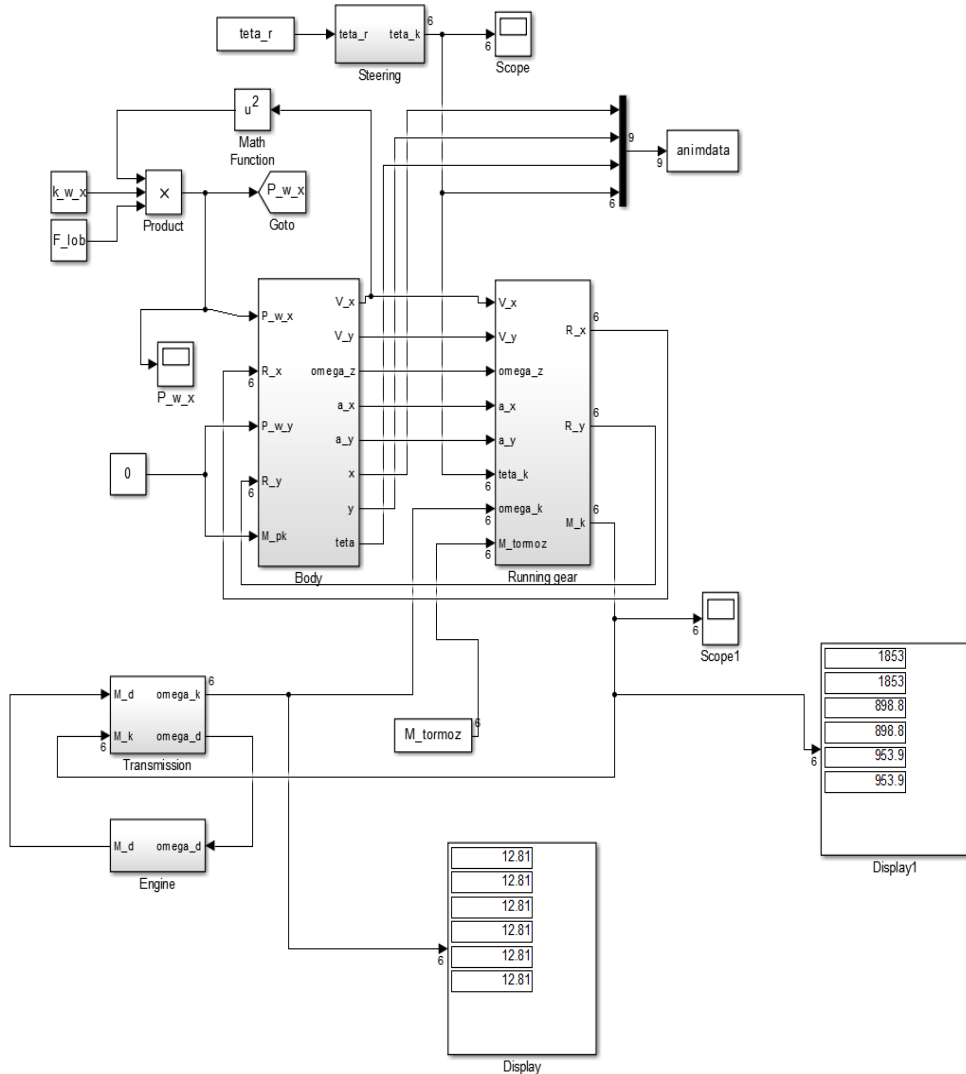 teta_r
teta_r
teta_k
6
Steering
6
Scope
u²
Math
Function
9
9
animdata
6
k_w_x
F_lob
×
Product
P_w_x
Goto
P_w_x
P_w_x
R_x
6
P_w_y
R_y
6
M_pk
V_x
V_y
omega_z
a_x
a_y
x
y
teta
Body
0
V_x
V_y
omega_z
a_x
a_y
teta_k
6
omega_k
6
M_tormoz
6
R_x
6
R_y
6
M_k
6
Running gear
6
Scope1
M_d
M_k
6
omega_k
6
omega_d
Transmission
M_tormoz
6
M_d
omega_d
Engine
6
1853
1853
898.8
898.8
953.9
953.9
Display1
6
12.81
12.81
12.81
12.81
12.81
12.81
Display